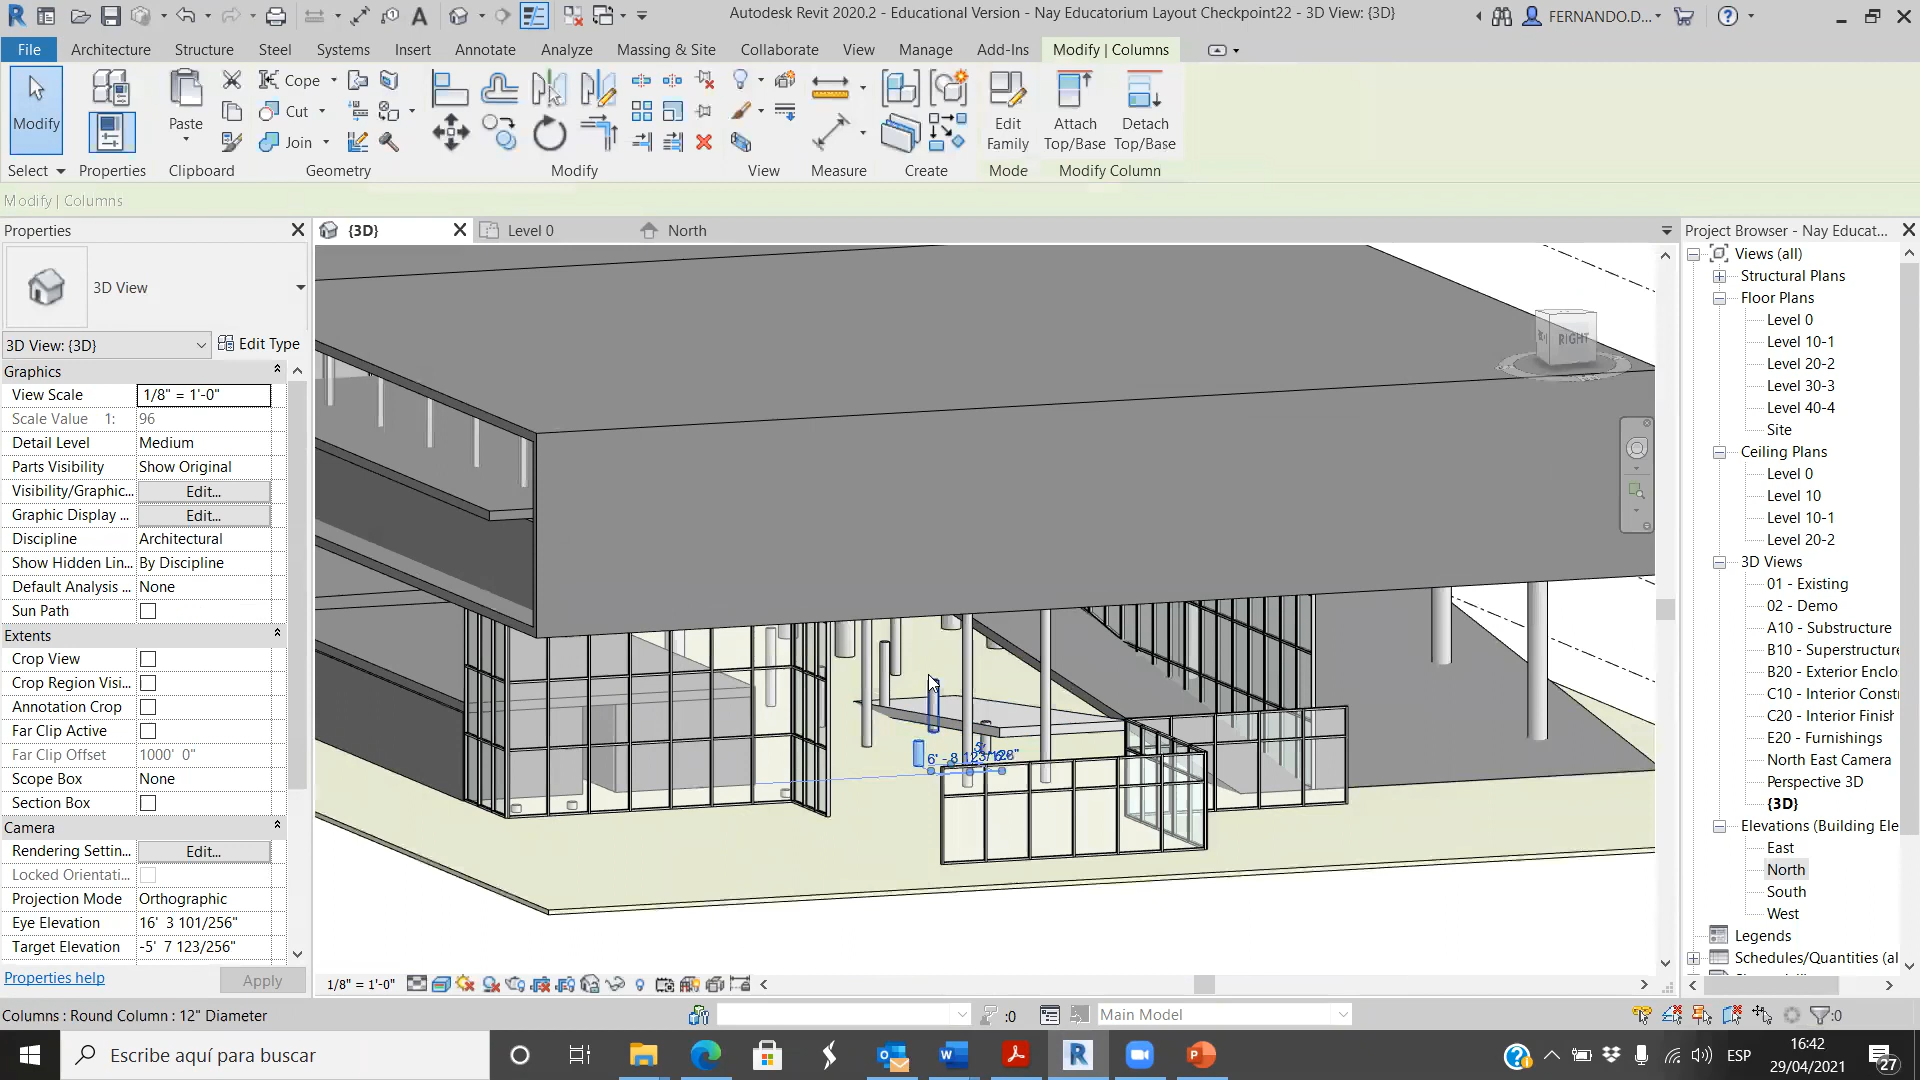 Autodesk Revit 2020.2 - Educational Version - Nay Educatorium Layout Checkpoint22 - 3D View: {3D}
FERNANDO.D...
File Architecture Structure Steel Systems Insert Annotate Analyze Massing & Site Collaborate View Manage Add-Ins Modify | Columns
Modify
Paste
Cope
Cut
Join
Edit Family
Attach Top/Base
Detach Top/Base
Select Properties Clipboard Geometry Modify View Measure Create Mode Modify Column
Modify | Columns
Properties
{3D}
Level 0
North
Project Browser - Nay Educat...
3D View
3D View: {3D}
Edit Type
Graphics
View Scale 1/8" = 1'-0"
Scale Value 1: 96
Detail Level Medium
Parts Visibility Show Original
Visibility/Graphic... Edit...
Graphic Display ... Edit...
Discipline Architectural
Show Hidden Lin... By Discipline
Default Analysis ... None
Sun Path
Extents
Crop View
Crop Region Visi...
Annotation Crop
Far Clip Active
Far Clip Offset 1000' 0"
Scope Box None
Section Box
Camera
Rendering Settin... Edit...
Locked Orientati...
Projection Mode Orthographic
Eye Elevation 16' 3 101/256"
Target Elevation -5' 7 123/256"
Properties help
Apply
RIGHT
6' - 8 123/128"
Views (all)
Structural Plans
Floor Plans
Level 0
Level 10-1
Level 20-2
Level 30-3
Level 40-4
Site
Ceiling Plans
Level 0
Level 10
Level 10-1
Level 20-2
3D Views
01 - Existing
02 - Demo
A10 - Substructure
B10 - Superstructure
B20 - Exterior Enclo
C10 - Interior Constr
C20 - Interior Finish
E20 - Furnishings
North East Camera
Perspective 3D
{3D}
Elevations (Building Ele
East
North
South
West
Legends
Schedules/Quantities (al
1/8" = 1'-0"
Columns : Round Column : 12" Diameter
:0
Main Model
:0
Escribe aquí para buscar
ESP
16:42
29/04/2021
27